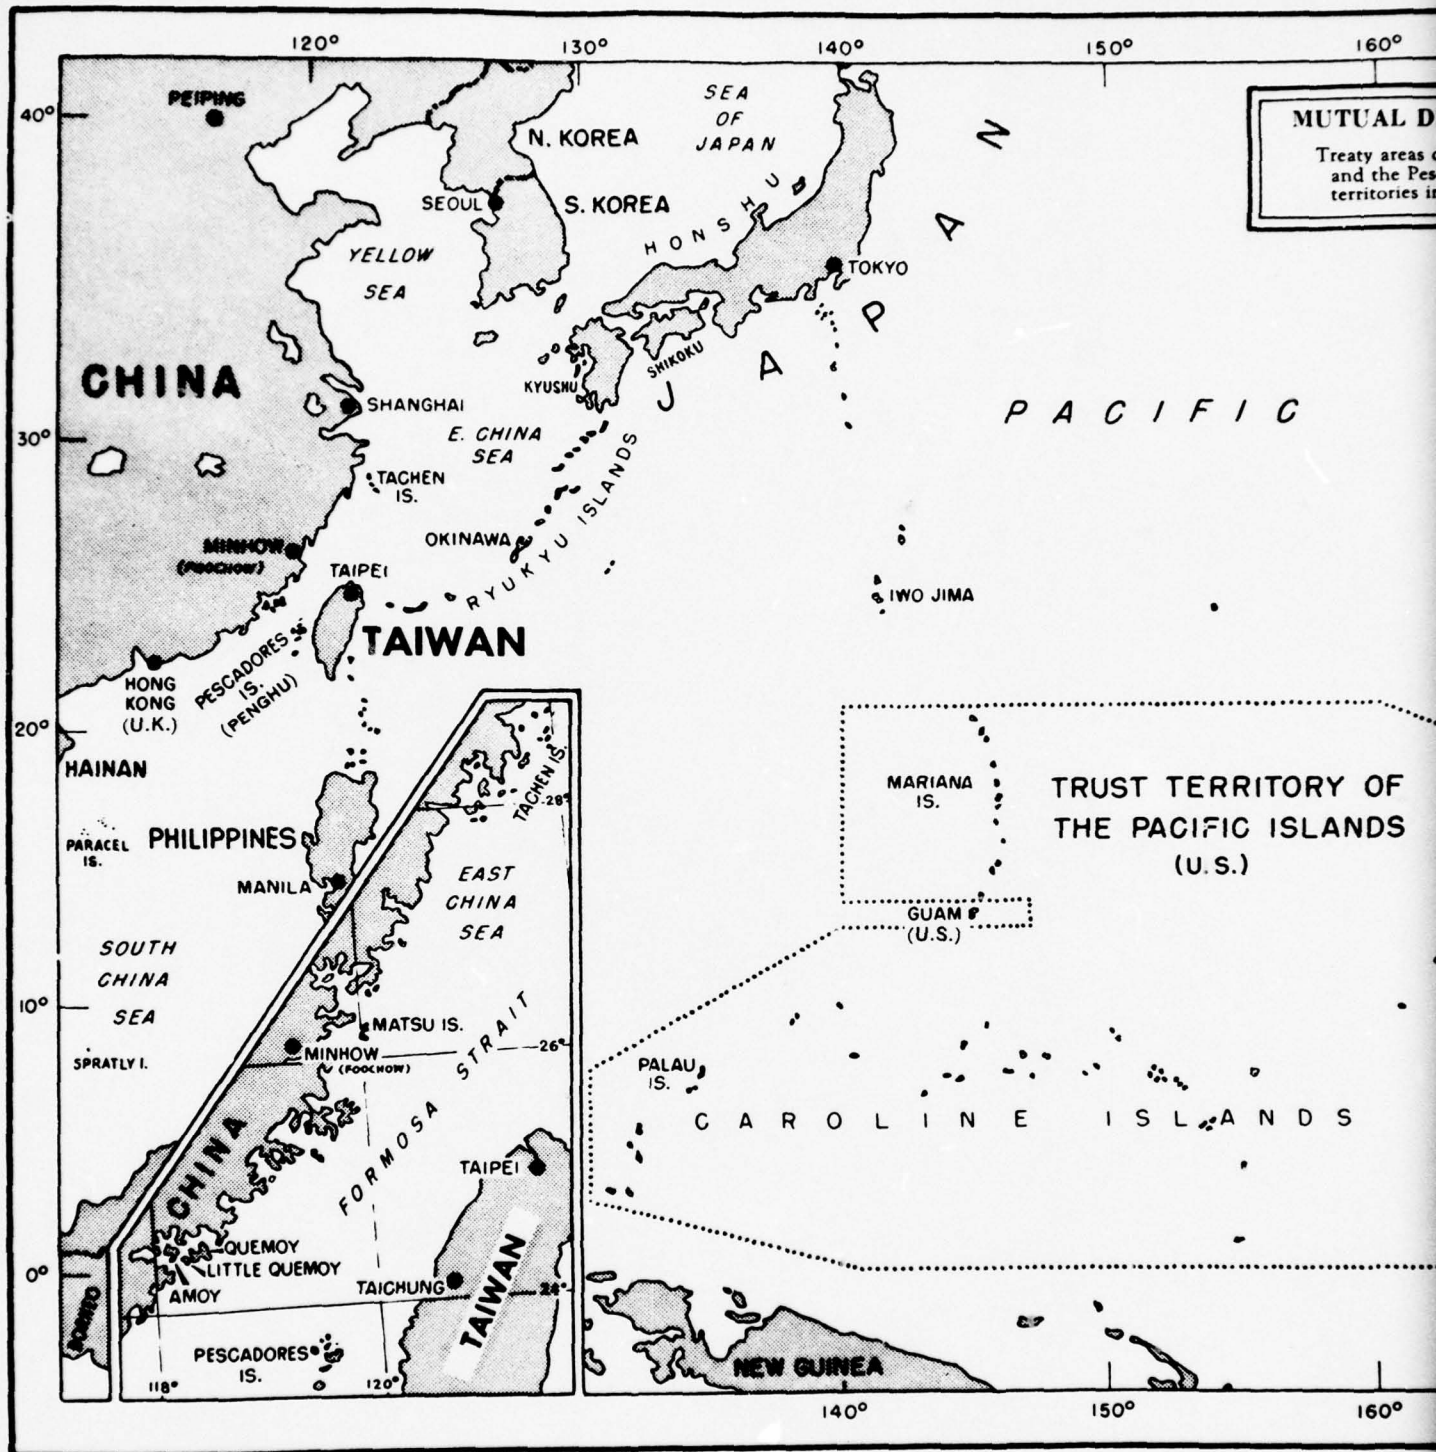 120°
130°
140°
150°
160°
40°
30°
20°
10°
0°
PEIPING
SEA
OF
JAPAN
N. KOREA
SEOUL
S. KOREA
HONSHU
YELLOW
SEA
TOKYO
JAPAN
MUTUAL D
Treaty areas
and the Pes
territories i
CHINA
SHANGHAI
KYUSHU
SHIKOKU
E. CHINA
SEA
TACHEN
IS.
PACIFIC
OKINAWA
RYUKYU ISLANDS
MINHOW
(FOOCHOW)
TAIPEI
TAIWAN
IWO JIMA
HONG
KONG
(U.K.)
PESCADORES
IS.
(PENGHU)
HAINAN
PARACEL
IS.
PHILIPPINES
MANILA
SOUTH
CHINA
SEA
SPRATLY I.
BORNEO
MARIANA
IS.
TRUST TERRITORY OF
THE PACIFIC ISLANDS
(U.S.)
GUAM
(U.S.)
PALAU
IS.
CAROLINE ISLANDS
NEW GUINEA
TACHEN IS.
28°
EAST
CHINA
SEA
MATSU IS.
MINHOW
(FOOCHOW)
26°
FORMOSA STRAIT
CHINA
TAIPEI
QUEMOY
LITTLE QUEMOY
AMOY
TAICHUNG
24°
TAIWAN
PESCADORES
IS.
118°
120°
140°
150°
160°